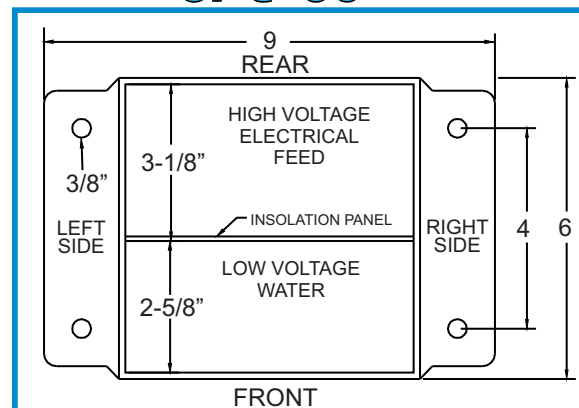 9
REAR
HIGH VOLTAGE
ELECTRICAL
FEED
3-1/8”
3/8”
INSOLATION PANEL
LEFT
SIDE
RIGHT
SIDE
4
6
LOW VOLTAGE
WATER
2-5/8”
FRONT